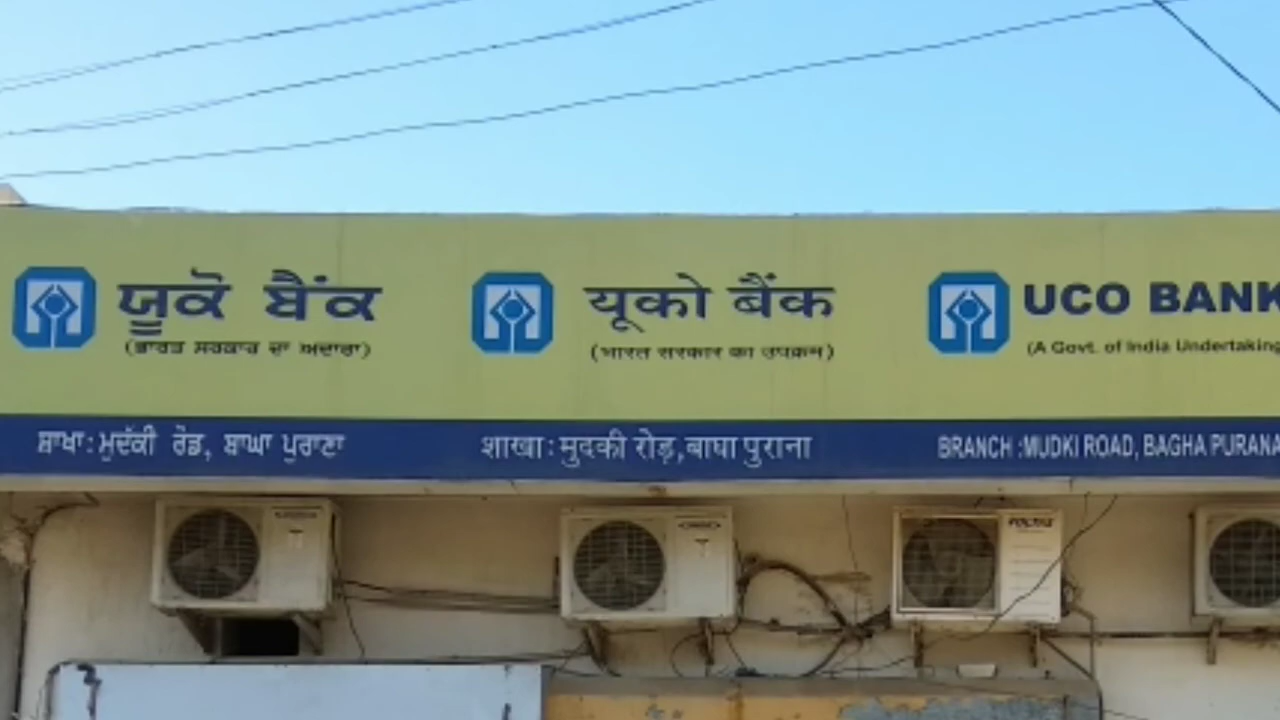 ਯੂਕੋ ਬੈਂਕ
(ਭਾਰਤ ਸਰਕਾਰ ਦਾ ਅਦਾਰਾ)
यूको बैंक
(भारत सरकार का उपक्रम)
UCO BANK
(A Govt. of India Undertaking
ਸ਼ਾਖਾ: ਮੁਦੱਕੀ ਰੋਡ, ਬਾਘਾ ਪੁਰਾਣਾ
शाखा: मुदकी रोड़,बाघा पुराना
BRANCH :MUDKI ROAD, BAGHA PURANA
VOLTAS